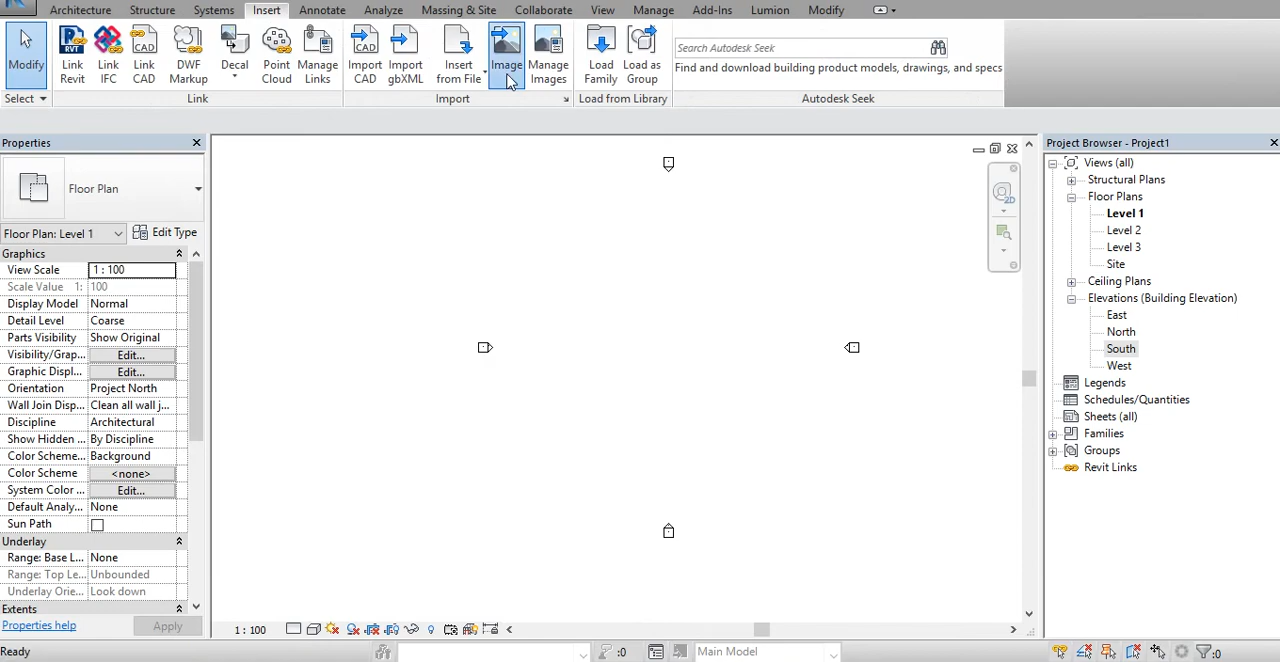 Architecture Structure Systems Insert Annotate Analyze Massing & Site Collaborate View Manage Add-Ins Lumion Modify
Modify
Link Revit
Link IFC
Link CAD
DWF Markup
Decal
Point Cloud
Manage Links
Import CAD
Import gbXML
Insert from File
Image
Manage Images
Load Family
Load as Group
Search Autodesk Seek
Find and download building product models, drawings, and specs
Select Link Import Load from Library Autodesk Seek
Properties
Floor Plan
Floor Plan: Level 1 Edit Type
Graphics
View Scale 1 : 100
Scale Value 1: 100
Display Model Normal
Detail Level Coarse
Parts Visibility Show Original
Visibility/Grap... Edit...
Graphic Displ... Edit...
Orientation Project North
Wall Join Disp... Clean all wall j...
Discipline Architectural
Show Hidden ... By Discipline
Color Scheme... Background
Color Scheme <none>
System Color ... Edit...
Default Analy... None
Sun Path
Underlay
Range: Base L... None
Range: Top Le... Unbounded
Underlay Orie... Look down
Extents
Properties help Apply
2D
1 : 100
Project Browser - Project1
Views (all)
Structural Plans
Floor Plans
Level 1
Level 2
Level 3
Site
Ceiling Plans
Elevations (Building Elevation)
East
North
South
West
Legends
Schedules/Quantities
Sheets (all)
Families
Groups
Revit Links
Ready :0 Main Model :0